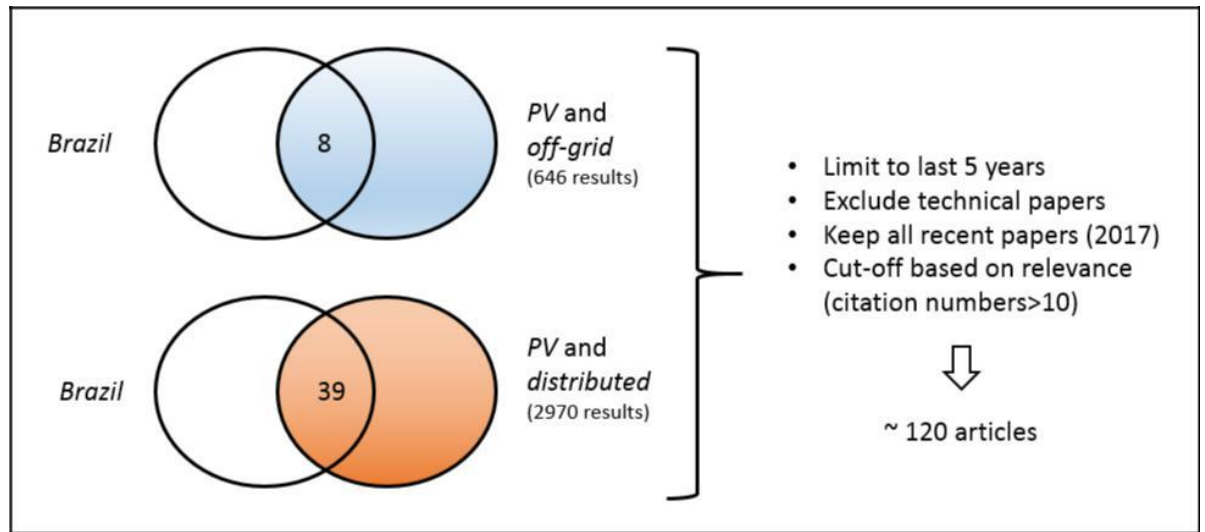 Brazil
8
PV and
off-grid
(646 results)
Brazil
39
PV and
distributed
(2970 results)
• Limit to last 5 years
• Exclude technical papers
• Keep all recent papers (2017)
• Cut-off based on relevance
(citation numbers>10)
~ 120 articles